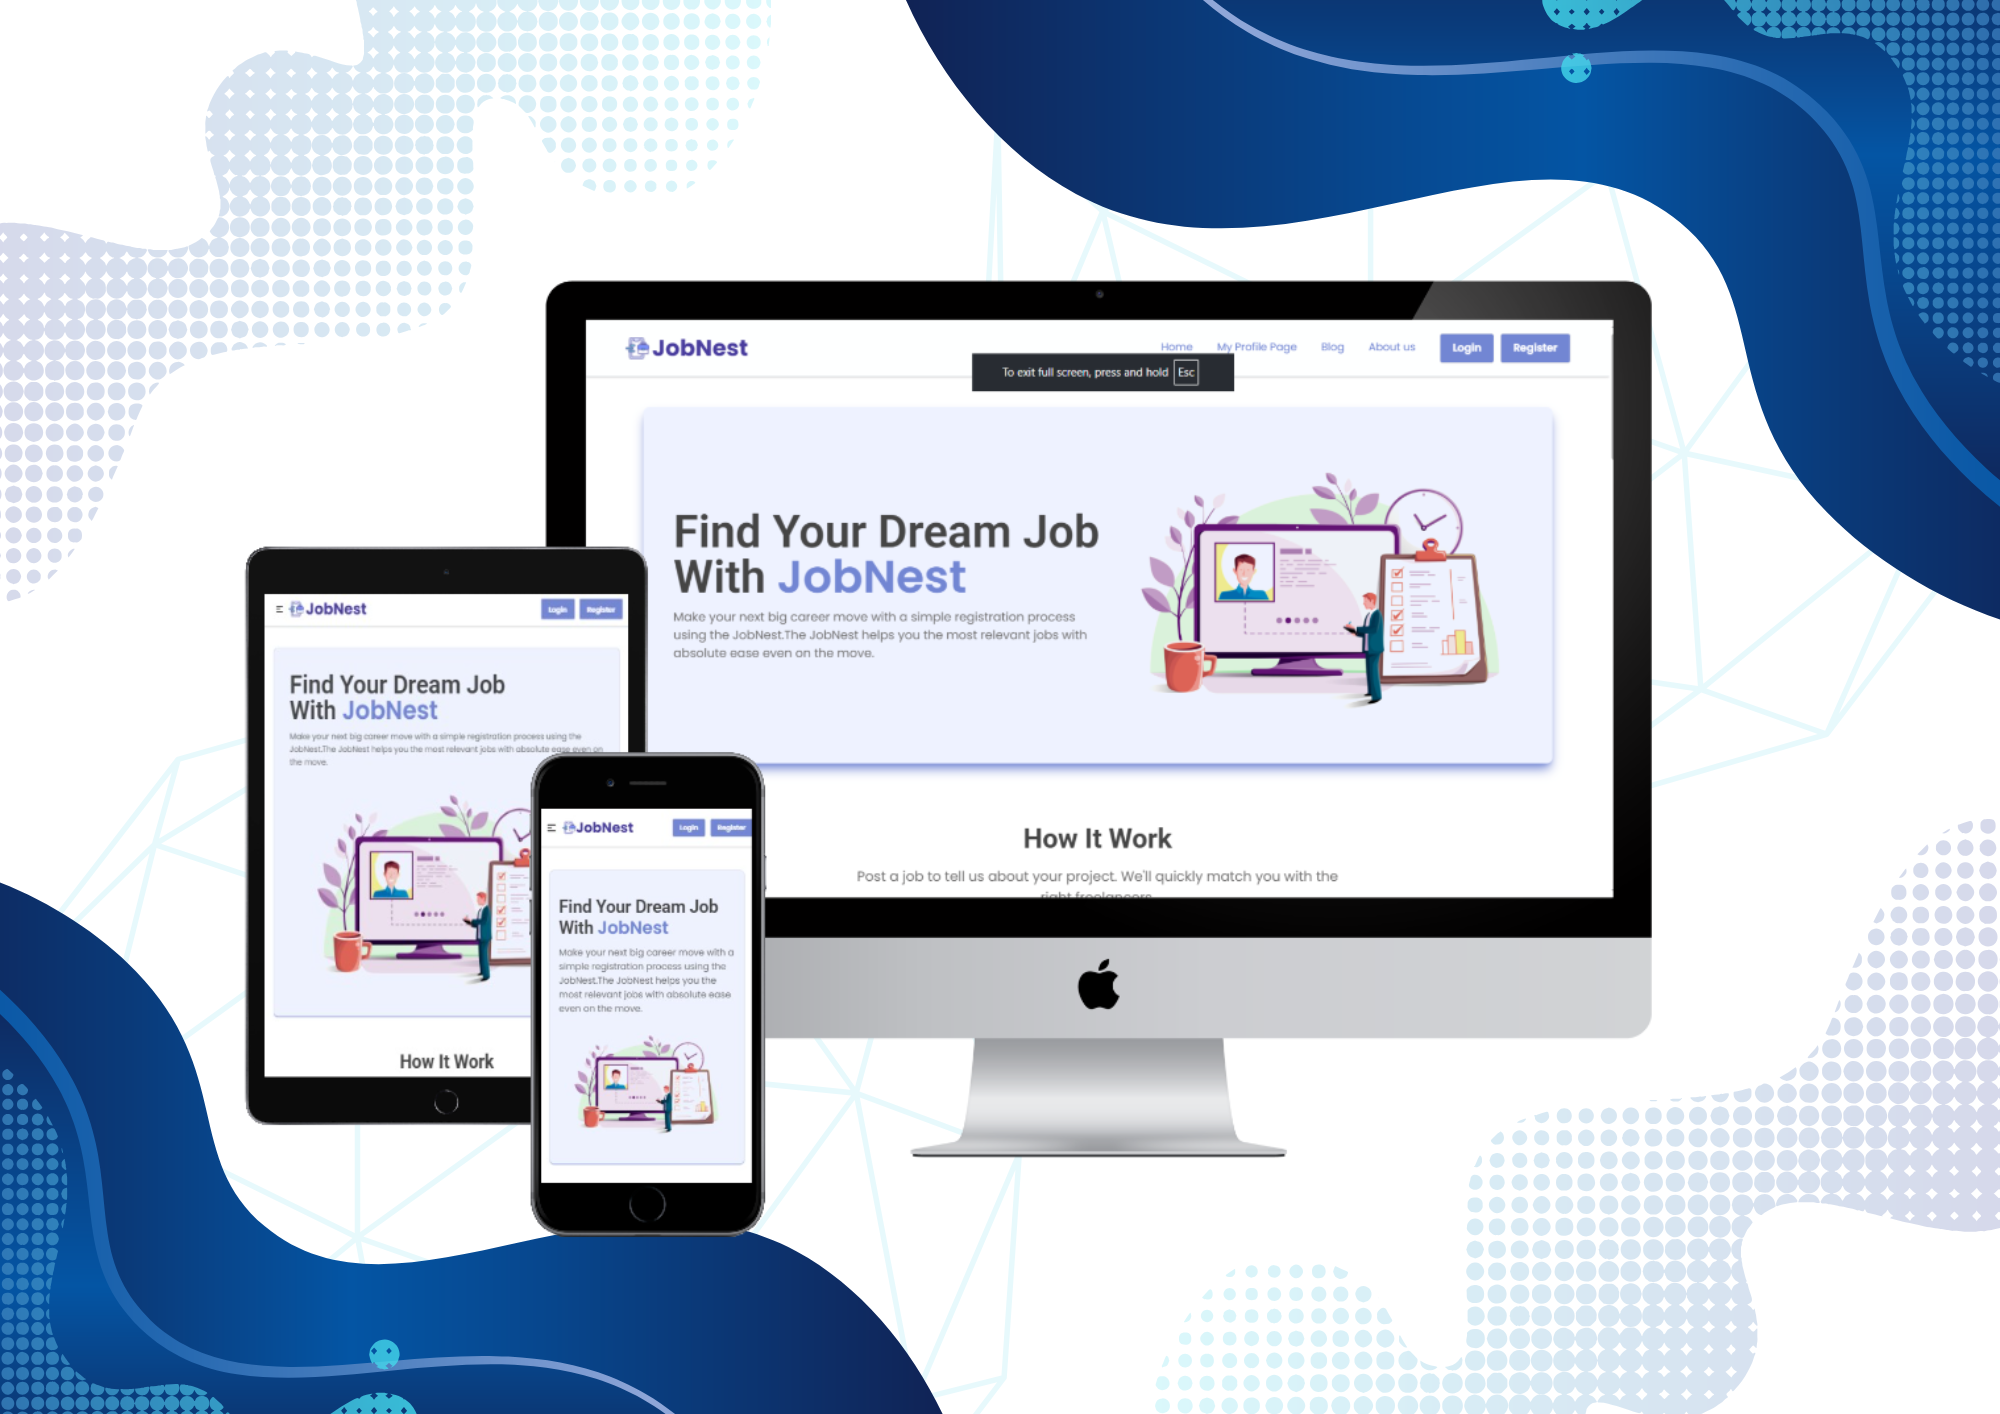 JobNest
Home My Profile Page Blog About us Login Register
To exit full screen, press and hold Esc
Find Your Dream Job
With JobNest
Make your next big career move with a simple registration process
using the JobNest.The JobNest helps you the most relevant jobs with
absolute ease even on the move.
How It Work
Post a job to tell us about your project. We'll quickly match you with the
right freelancers
JobNest Login Register
Find Your Dream Job
With JobNest
Make your next big career move with a simple registration process using the
JobNest.The JobNest helps you the most relevant jobs with absolute ease even on
the move.
How It Work
JobNest Login Register
Find Your Dream Job
With JobNest
Make your next big career move with a
simple registration process using the
JobNest.The JobNest helps you the
most relevant jobs with absolute ease
even on the move.